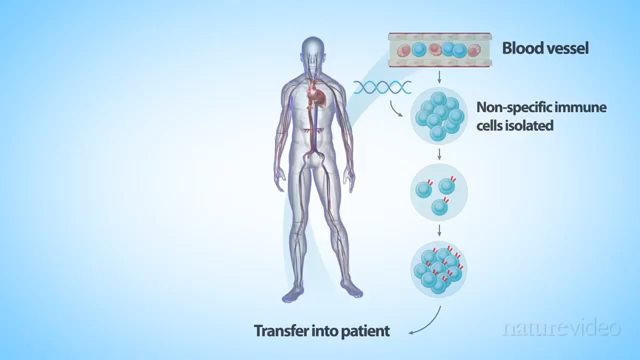 Blood vessel
Non-specific immune
cells isolated
Transfer into patient
naturevideo